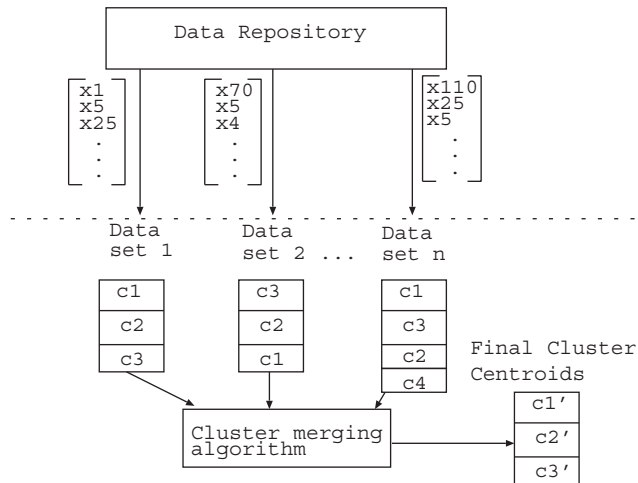 Data Repository
x1
x5
x25
.
.
.
x70
x5
x4
.
.
.
x110
x25
x5
.
.
.
Data
set 1
Data
set 2 ...
Data
set n
c1
c2
c3
c3
c2
c1
c1
c3
c2
c4
Cluster merging
algorithm
Final Cluster
Centroids
c1'
c2'
c3'